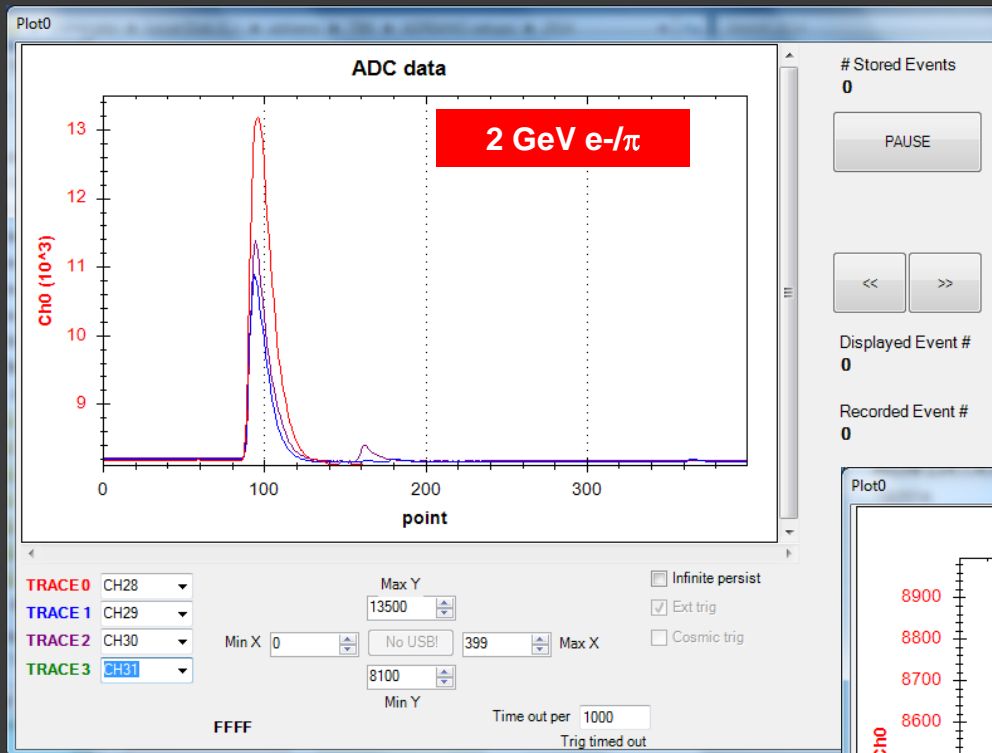 Plot0
ADC data
2 GeV e-/π
13
12
11
10
9
Ch0 (10^3)
0 100 200 300
point
# Stored Events
0
PAUSE
<< >>
Displayed Event #
0
Recorded Event #
0
TRACE 0 CH28
TRACE 1 CH29
TRACE 2 CH30
TRACE 3 CH31
Max Y
13500
Min X 0 No USB! 399 Max X
8100
Min Y
Infinite persist
Ext trig
Cosmic trig
FFFF
Time out per 1000
Trig timed out
Plot0
8900
8800
8700
8600
Ch0